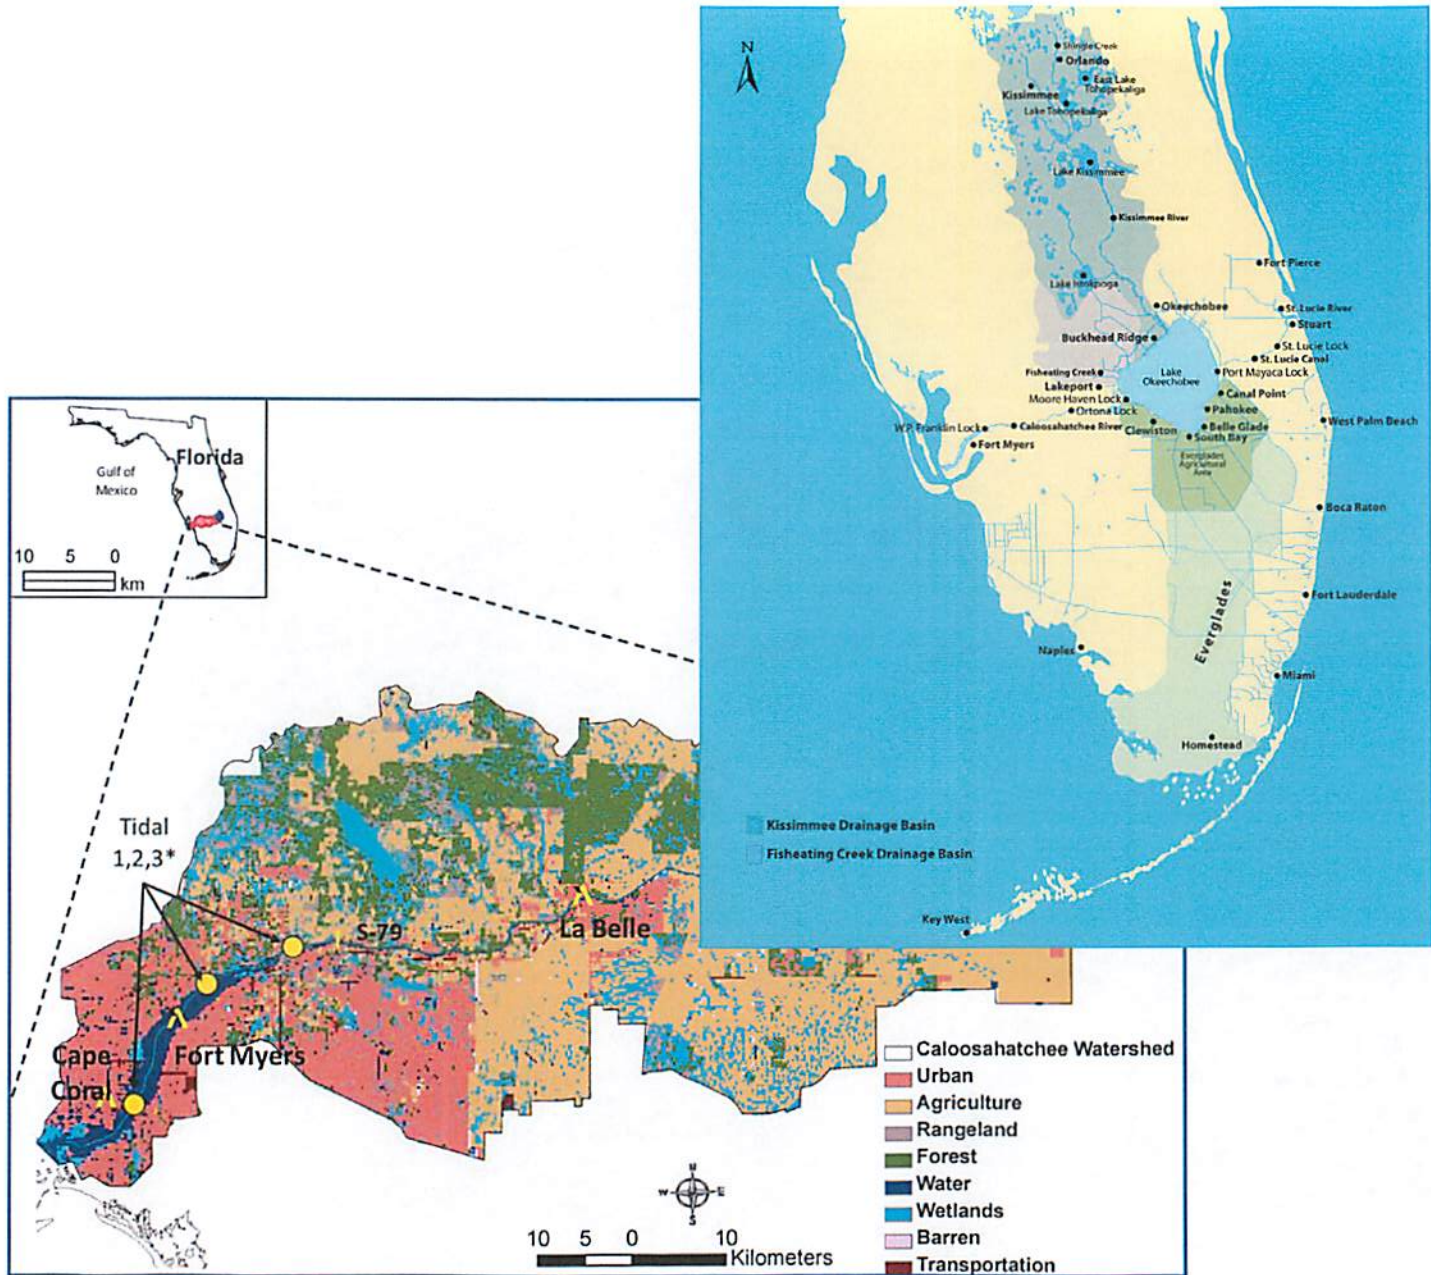 N
Shingle Creek
Orlando
East Lake
Tohopekaliga
Kissimmee
Lake Tohopekaliga
Lake Kissimmee
Kissimmee River
Fort Pierce
Lake Istokpoga
Okeechobee
St. Lucie River
Stuart
Buckhead Ridge
St. Lucie Lock
St. Lucie Canal
Fisheating Creek
Lake
Okeechobee
Port Mayaca Lock
Lakeport
Moore Haven Lock
Canal Point
Ortona Lock
Pahokee
W.P. Franklin Lock
Caloosahatchee River
Clewiston
Belle Glade
West Palm Beach
South Bay
Fort Myers
Everglades
Agricultural
Area
Boca Raton
Everglades
Fort Lauderdale
Naples
Miami
Homestead
Kissimmee Drainage Basin
Fisheating Creek Drainage Basin
Key West
Florida
Gulf of
Mexico
10 5 0
km
Tidal
1,2,3*
S-79
La Belle
Cape
Coral
Fort Myers
Caloosahatchee Watershed
Urban
Agriculture
Rangeland
Forest
Water
Wetlands
Barren
Transportation
N
W E
S
10 5 0 10
Kilometers